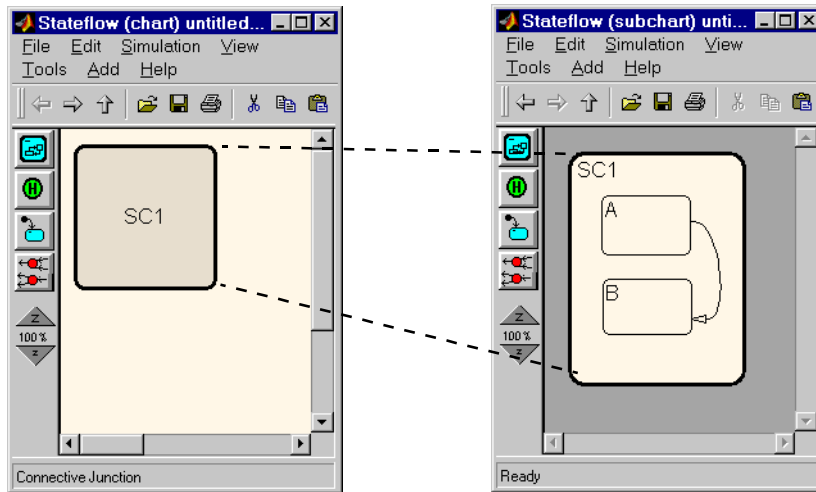 Stateflow (chart) untitled...
File Edit Simulation View
Tools Add Help
SC1
H
Z
100%
z
Connective Junction
Stateflow (subchart) unti...
File Edit Simulation View
Tools Add Help
SC1
A
B
H
Z
100%
z
Ready